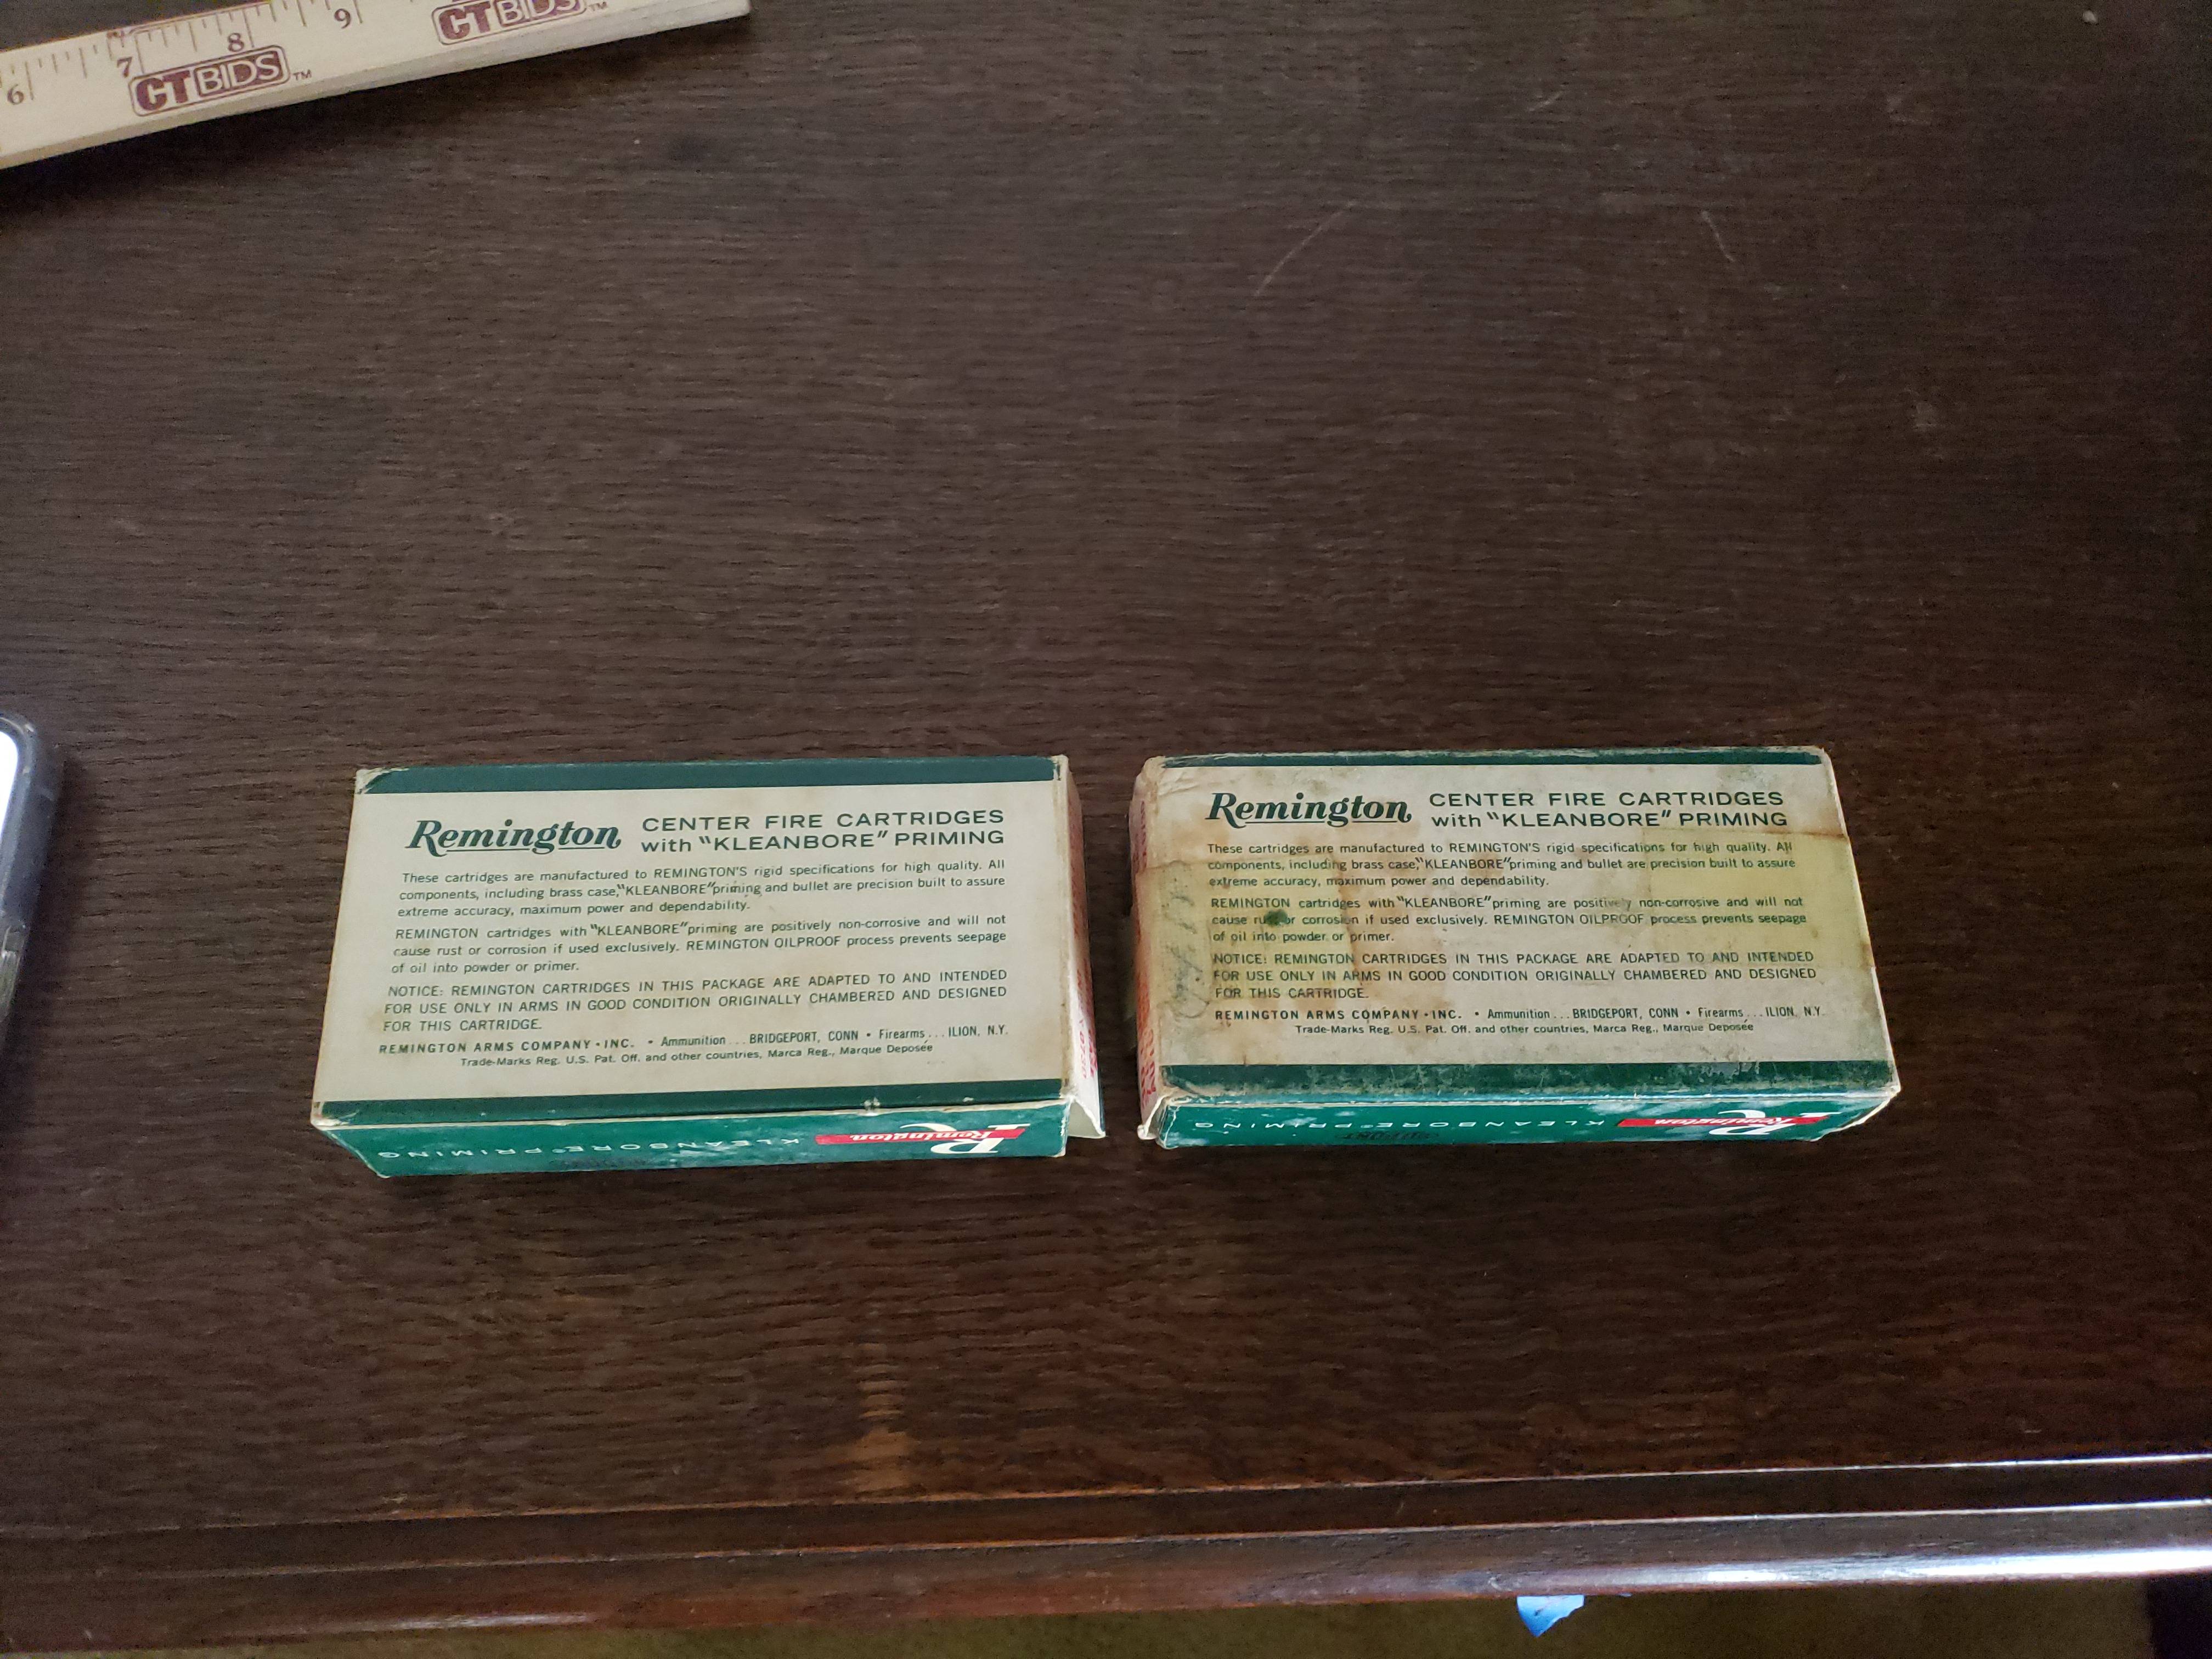 6 7 8 9
CTBIDS™ CTBIDS™
Remington
CENTER FIRE CARTRIDGES
with "KLEANBORE" PRIMING
These cartridges are manufactured to REMINGTON'S rigid specifications for high quality. All
components, including brass case, "KLEANBORE" priming and bullet are precision built to assure
extreme accuracy, maximum power and dependability.
REMINGTON cartridges with "KLEANBORE" priming are positively non-corrosive and will not
cause rust or corrosion if used exclusively. REMINGTON OILPROOF process prevents seepage
of oil into powder or primer.
NOTICE: REMINGTON CARTRIDGES IN THIS PACKAGE ARE ADAPTED TO AND INTENDED
FOR USE ONLY IN ARMS IN GOOD CONDITION ORIGINALLY CHAMBERED AND DESIGNED
FOR THIS CARTRIDGE.
REMINGTON ARMS COMPANY • INC. • Ammunition... BRIDGEPORT, CONN • Firearms... ILION, N.Y.
Trade-Marks Reg. U.S. Pat. Off. and other countries, Marca Reg., Marque Deposée
R Remington KLEANBORE® PRIMING
Remington
CENTER FIRE CARTRIDGES
with "KLEANBORE" PRIMING
These cartridges are manufactured to REMINGTON'S rigid specifications for high quality. All
components, including brass case, "KLEANBORE" priming and bullet are precision built to assure
extreme accuracy, maximum power and dependability.
REMINGTON cartridges with "KLEANBORE" priming are positively non-corrosive and will not
cause rust or corrosion if used exclusively. REMINGTON OILPROOF process prevents seepage
of oil into powder or primer.
NOTICE: REMINGTON CARTRIDGES IN THIS PACKAGE ARE ADAPTED TO AND INTENDED
FOR USE ONLY IN ARMS IN GOOD CONDITION ORIGINALLY CHAMBERED AND DESIGNED
FOR THIS CARTRIDGE.
REMINGTON ARMS COMPANY • INC. • Ammunition... BRIDGEPORT, CONN • Firearms... ILION, N.Y.
Trade-Marks Reg. U.S. Pat. Off. and other countries, Marca Reg., Marque Deposée
R Remington KLEANBORE® PRIMING
DUPONT